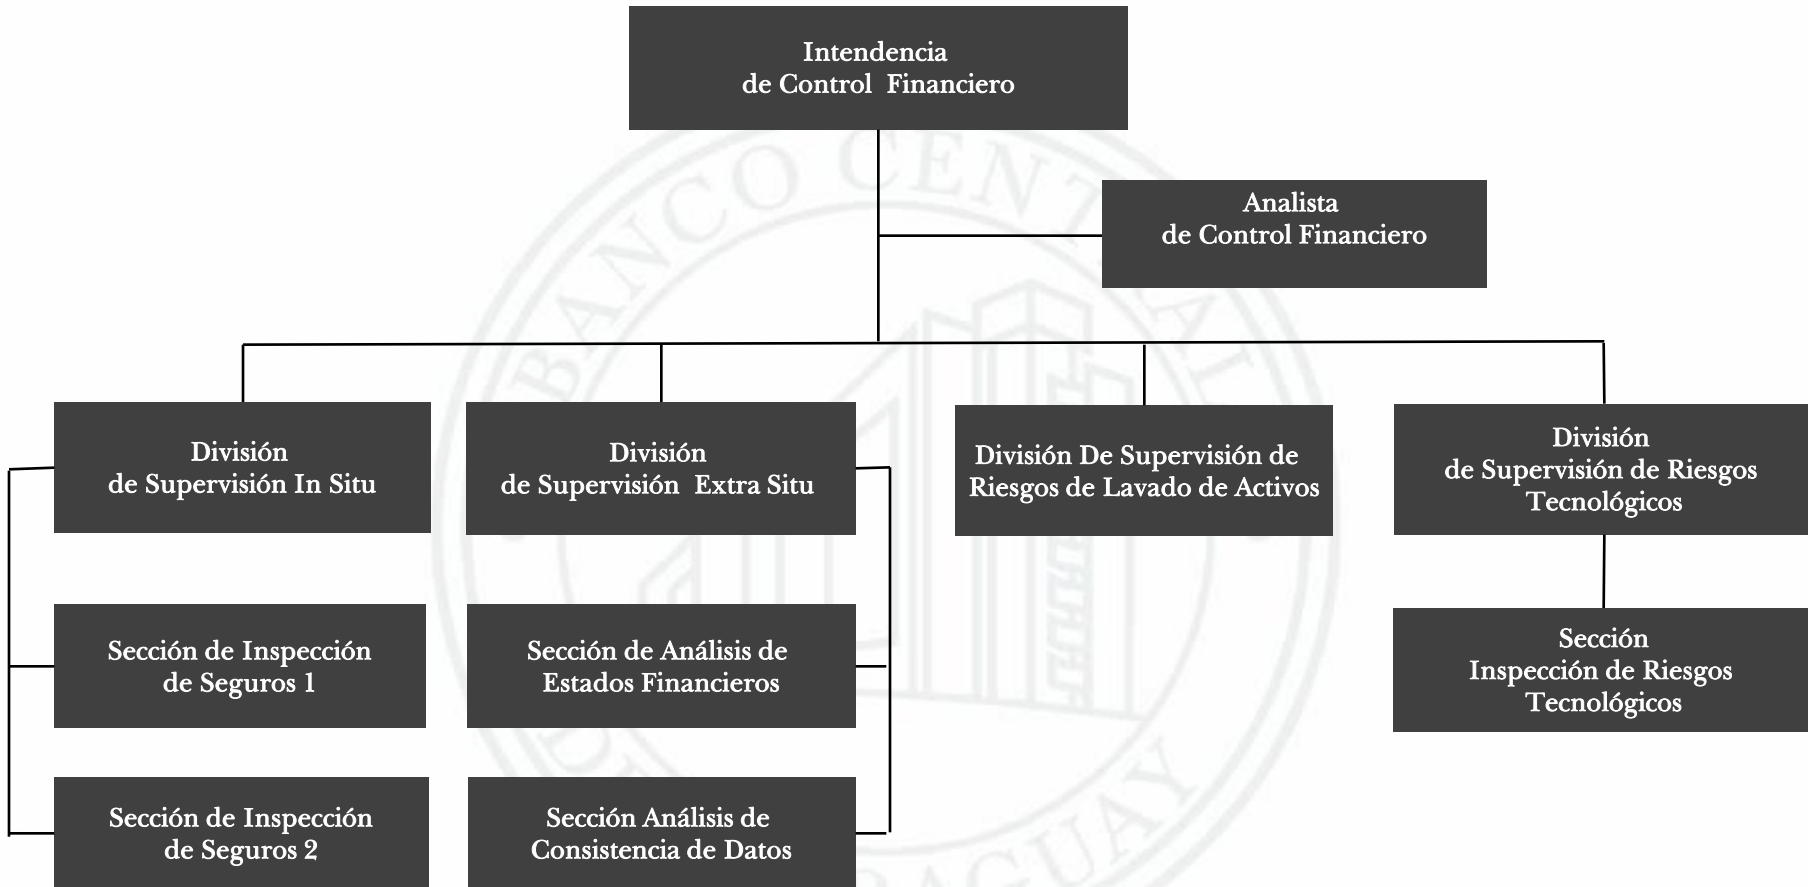 Intendencia
de Control Financiero
Analista
de Control Financiero
División
de Supervisión In Situ
División
de Supervisión Extra Situ
División De Supervisión de
Riesgos de Lavado de Activos
División
de Supervisión de Riesgos
Tecnológicos
Sección de Inspección
de Seguros 1
Sección de Análisis de
Estados Financieros
Sección
Inspección de Riesgos
Tecnológicos
Sección de Inspección
de Seguros 2
Sección Análisis de
Consistencia de Datos
BANCO CENTRAL